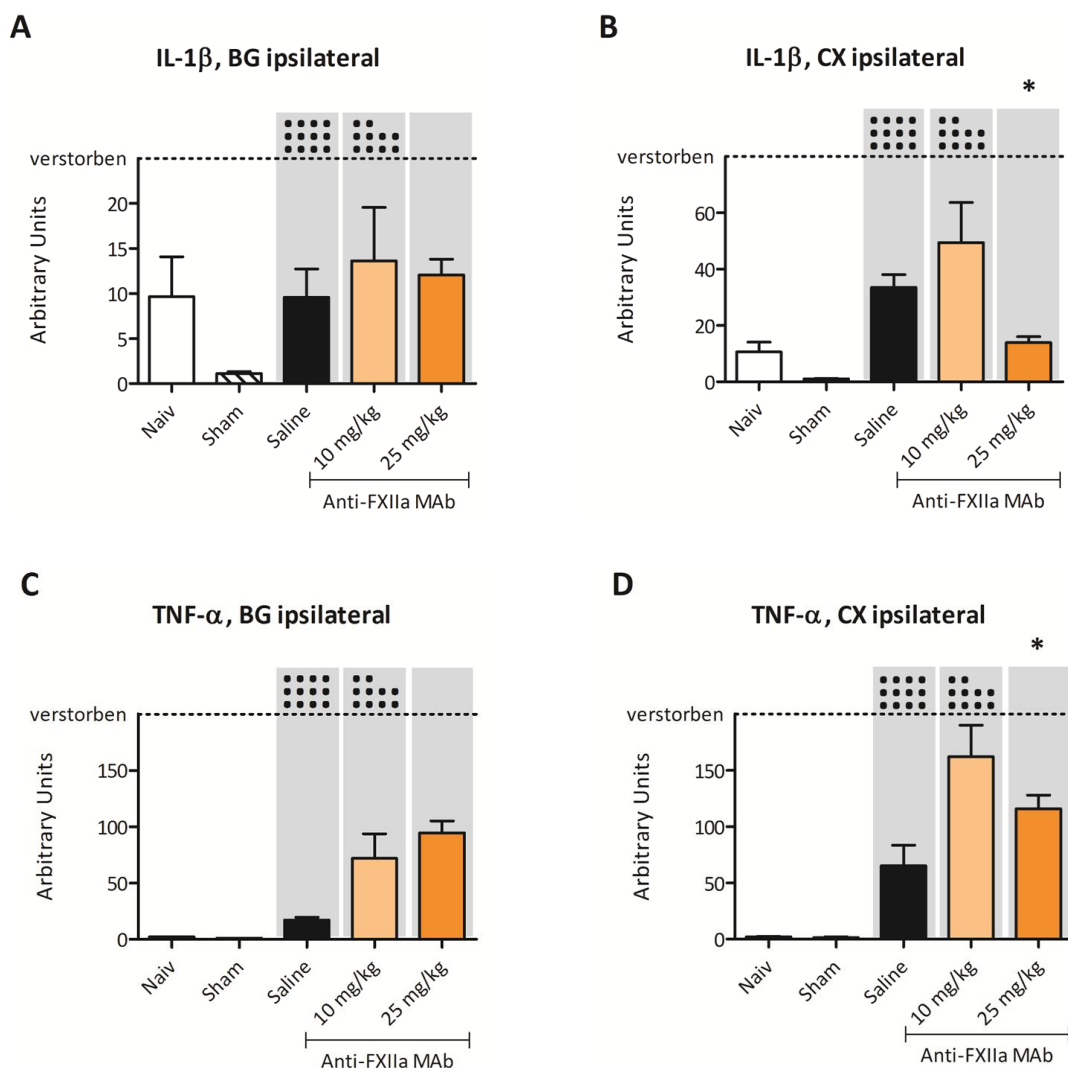 A
IL-1β, BG ipsilateral
verstorben
Arbitrary Units
20
15
10
5
0
Naiv
Sham
Saline
10 mg/kg
25 mg/kg
Anti-FXIIa MAb
B
IL-1β, CX ipsilateral
*
verstorben
Arbitrary Units
60
40
20
0
Naiv
Sham
Saline
10 mg/kg
25 mg/kg
Anti-FXIIa MAb
C
TNF-α, BG ipsilateral
verstorben
Arbitrary Units
150
100
50
0
Naiv
Sham
Saline
10 mg/kg
25 mg/kg
Anti-FXIIa MAb
D
TNF-α, CX ipsilateral
*
verstorben
Arbitrary Units
150
100
50
0
Naiv
Sham
Saline
10 mg/kg
25 mg/kg
Anti-FXIIa MAb